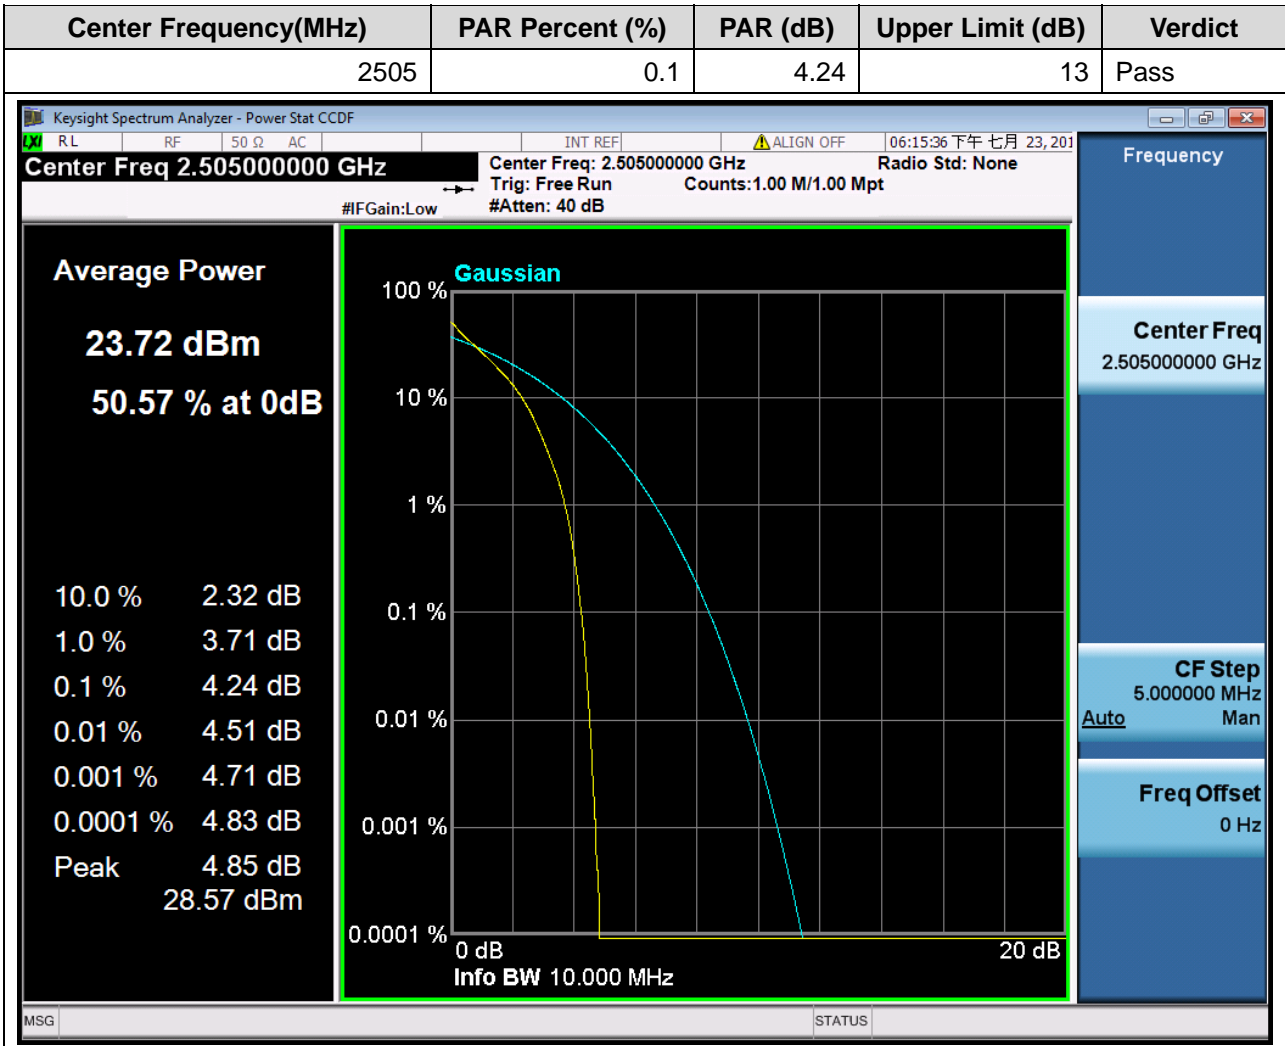 Center Frequency(MHz) PAR Percent (%) PAR (dB) Upper Limit (dB) Verdict
2505 0.1 4.24 13 Pass
Keysight Spectrum Analyzer - Power Stat CCDF
LXI RL RF 50 Ω AC INT REF ALIGN OFF 06:15:36 下午 七月 23, 201
Center Freq 2.505000000 GHz
#IFGain:Low
Center Freq: 2.505000000 GHz Radio Std: None
Trig: Free Run Counts:1.00 M/1.00 Mpt
#Atten: 40 dB
Average Power
23.72 dBm
50.57 % at 0dB
10.0 % 2.32 dB
1.0 % 3.71 dB
0.1 % 4.24 dB
0.01 % 4.51 dB
0.001 % 4.71 dB
0.0001 % 4.83 dB
Peak 4.85 dB
28.57 dBm
Gaussian
100 %
10 %
1 %
0.1 %
0.01 %
0.001 %
0.0001 %
0 dB 20 dB
Info BW 10.000 MHz
Frequency
Center Freq
2.505000000 GHz
CF Step
5.000000 MHz
Auto Man
Freq Offset
0 Hz
MSG STATUS